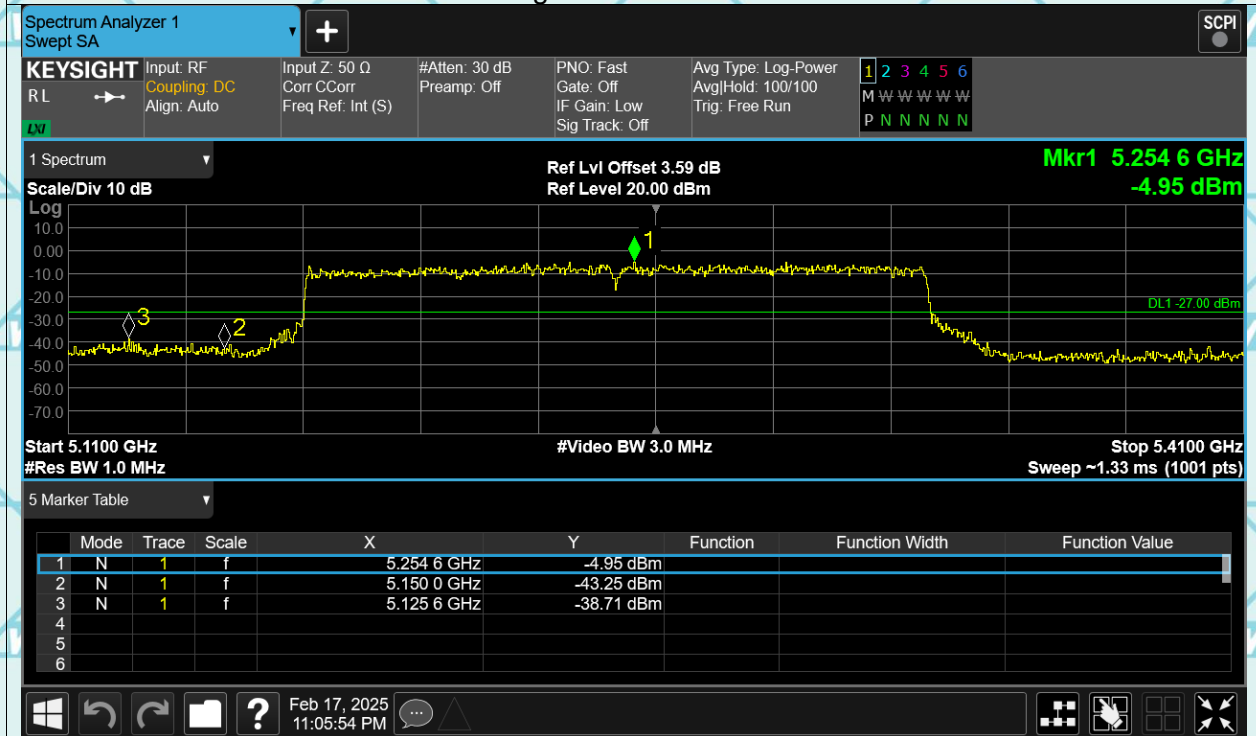 Spectrum Analyzer 1
Swept SA
+
SCPI
KEYSIGHT
RL
LXI
Input: RF
Coupling: DC
Align: Auto
Input Z: 50 Ω
Corr CCorr
Freq Ref: Int (S)
#Atten: 30 dB
Preamp: Off
PNO: Fast
Gate: Off
IF Gain: Low
Sig Track: Off
Avg Type: Log-Power
Avg|Hold: 100/100
Trig: Free Run
1 2 3 4 5 6
M W W W W W
P N N N N N
1 Spectrum
Scale/Div 10 dB
Ref Lvl Offset 3.59 dB
Ref Level 20.00 dBm
Mkr1 5.254 6 GHz
-4.95 dBm
Log
10.0
0.00
-10.0
-20.0
-30.0
-40.0
-50.0
-60.0
-70.0
1
2
3
DL1 -27.00 dBm
Start 5.1100 GHz
#Res BW 1.0 MHz
#Video BW 3.0 MHz
Stop 5.4100 GHz
Sweep ~1.33 ms (1001 pts)
5 Marker Table
Mode Trace Scale X Y Function Function Width Function Value
1 N 1 f 5.254 6 GHz -4.95 dBm
2 N 1 f 5.150 0 GHz -43.25 dBm
3 N 1 f 5.125 6 GHz -38.71 dBm
4
5
6
?
Feb 17, 2025
11:05:54 PM